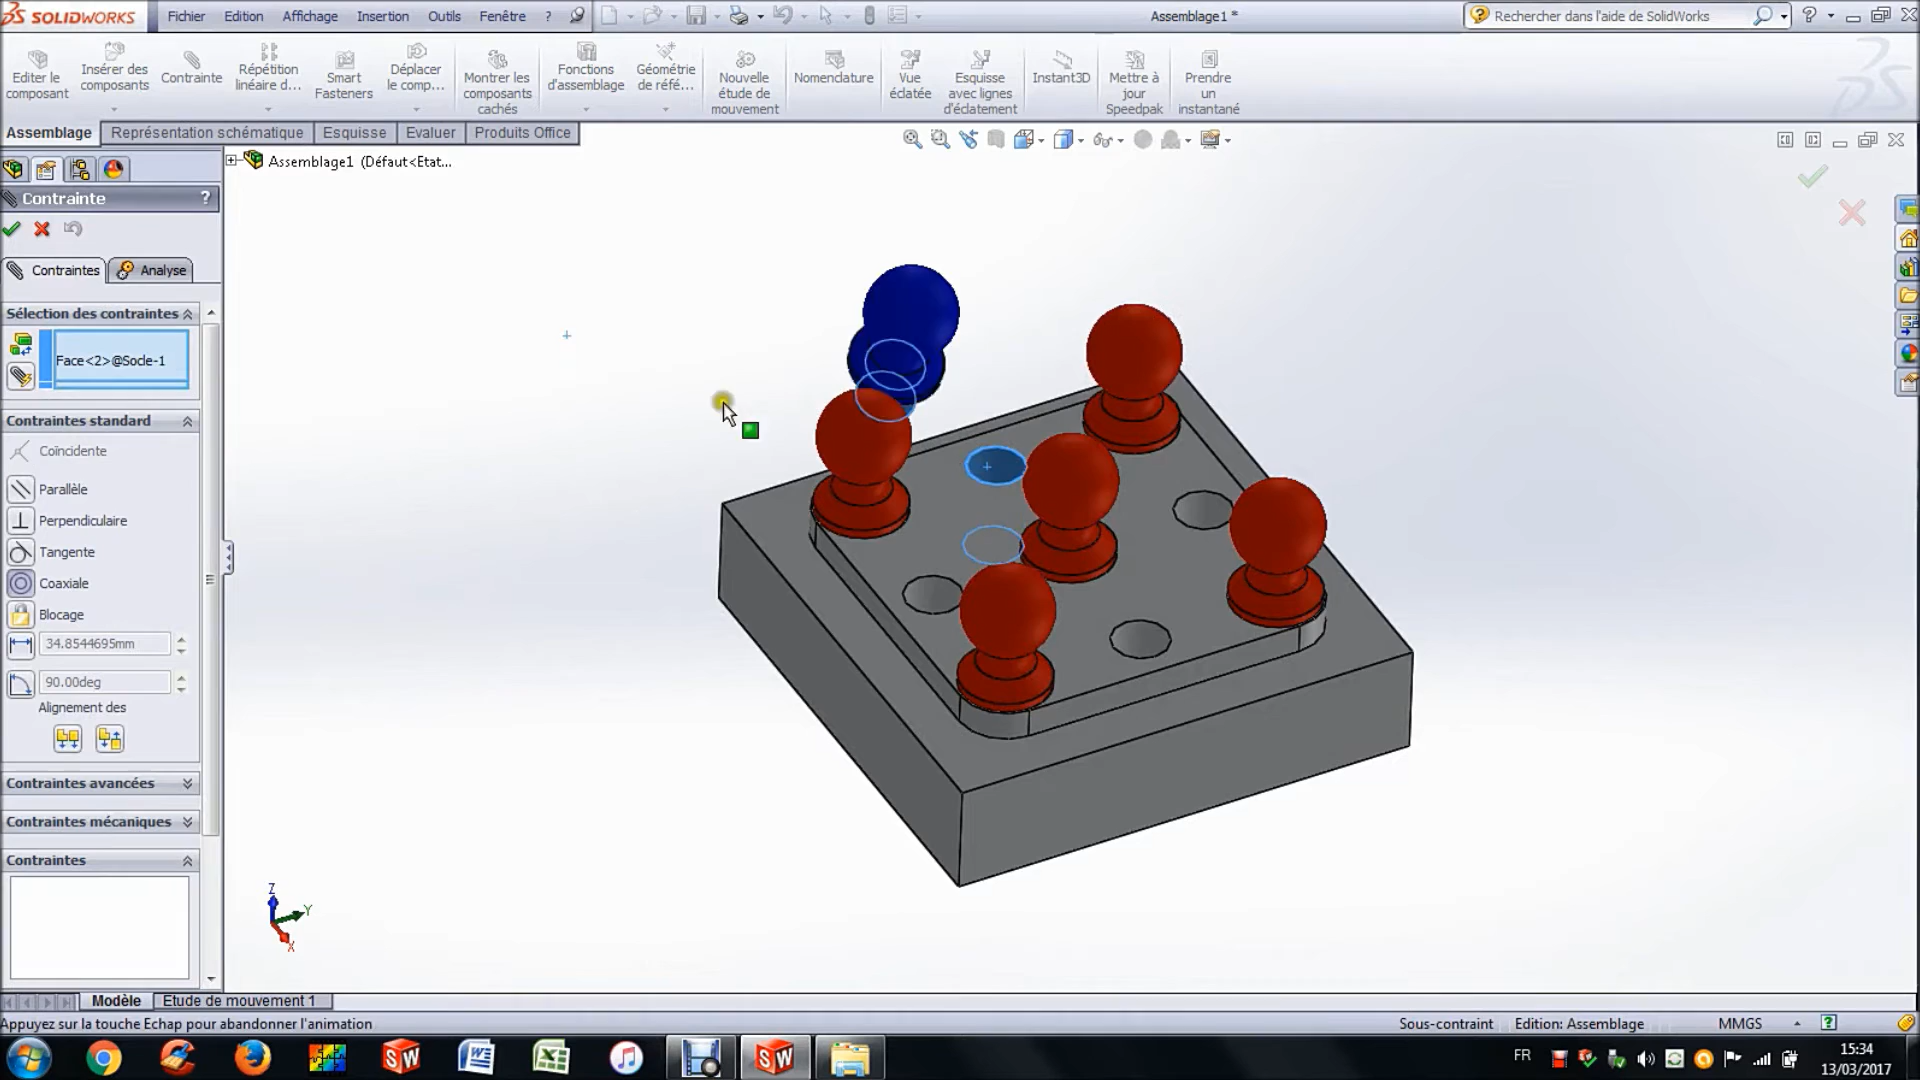 SOLIDWORKS
Fichier Edition Affichage Insertion Outils Fenêtre ?
Assemblage1 *
Rechercher dans l'aide de SolidWorks
Editer le composant
Insérer des composants
Contrainte
Répétition linéaire d...
Smart Fasteners
Déplacer le comp...
Montrer les composants cachés
Fonctions d'assemblage
Géométrie de réfé...
Nouvelle étude de mouvement
Nomenclature
Vue éclatée
Esquisse avec lignes d'éclatement
Instant3D
Mettre à jour Speedpak
Prendre un instantané
Assemblage Représentation schématique Esquisse Evaluer Produits Office
Assemblage1 (Défaut<Etat...
Contrainte ?
Contraintes Analyse
Sélection des contraintes
Face<2>@Socle-1
Contraintes standard
Coïncidente
Parallèle
Perpendiculaire
Tangente
Coaxiale
Blocage
34.8544695mm
90.00deg
Alignement des
Contraintes avancées
Contraintes mécaniques
Contraintes
Z
Y
X
Modèle Etude de mouvement 1
Appuyez sur la touche Echap pour abandonner l'animation
Sous-contraint Edition: Assemblage MMGS
FR
15:34
13/03/2017